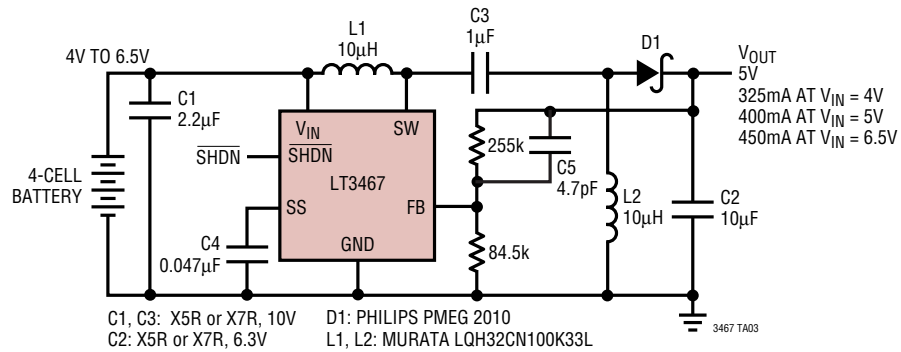 4V TO 6.5V
L1
10µH
C3
1µF
D1
VOUT
5V
325mA AT VIN = 4V
400mA AT VIN = 5V
450mA AT VIN = 6.5V
C1
2.2µF
VIN
SW
SHDN
SHDN
LT3467
255k
C5
4.7pF
4-CELL
BATTERY
SS
FB
L2
10µH
C2
10µF
C4
0.047µF
GND
84.5k
C1, C3: X5R or X7R, 10V
C2: X5R or X7R, 6.3V
D1: PHILIPS PMEG 2010
L1, L2: MURATA LQH32CN100K33L
3467 TA03